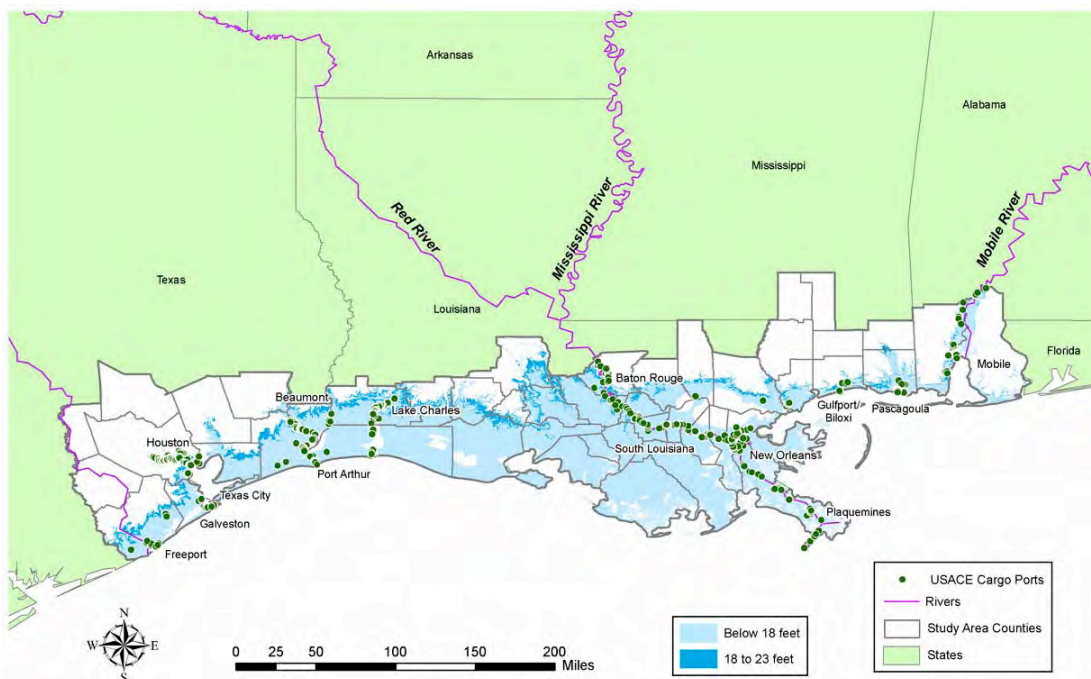 Arkansas
Alabama
Mississippi
Mississippi River
Red River
Mobile River
Texas
Louisiana
Florida
Baton Rouge
Mobile
Beaumont
Lake Charles
Gulfport/
Biloxi
Pascagoula
Houston
South Louisiana
New Orleans
Port Arthur
Texas City
Galveston
Plaquemines
Freeport
N
W E
S
0 25 50 100 150 200
Miles
Below 18 feet
18 to 23 feet
USACE Cargo Ports
Rivers
Study Area Counties
States